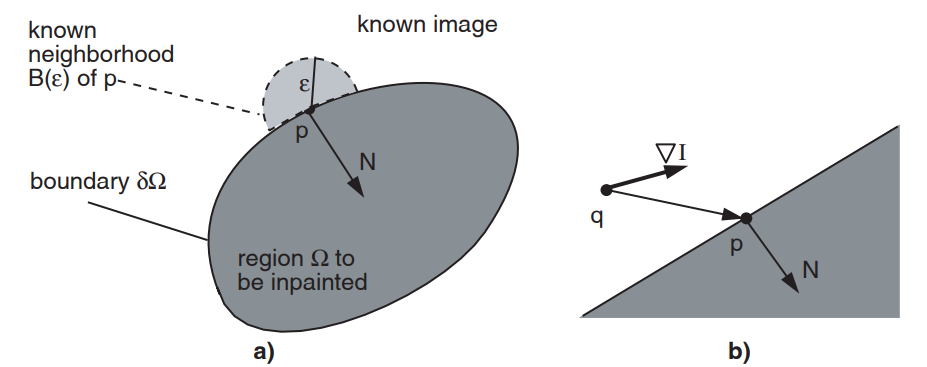 known
neighborhood
B(ε) of p
known image
ε
p
N
boundary δΩ
region Ω to
be inpainted
a)
∇I
q
p
N
b)